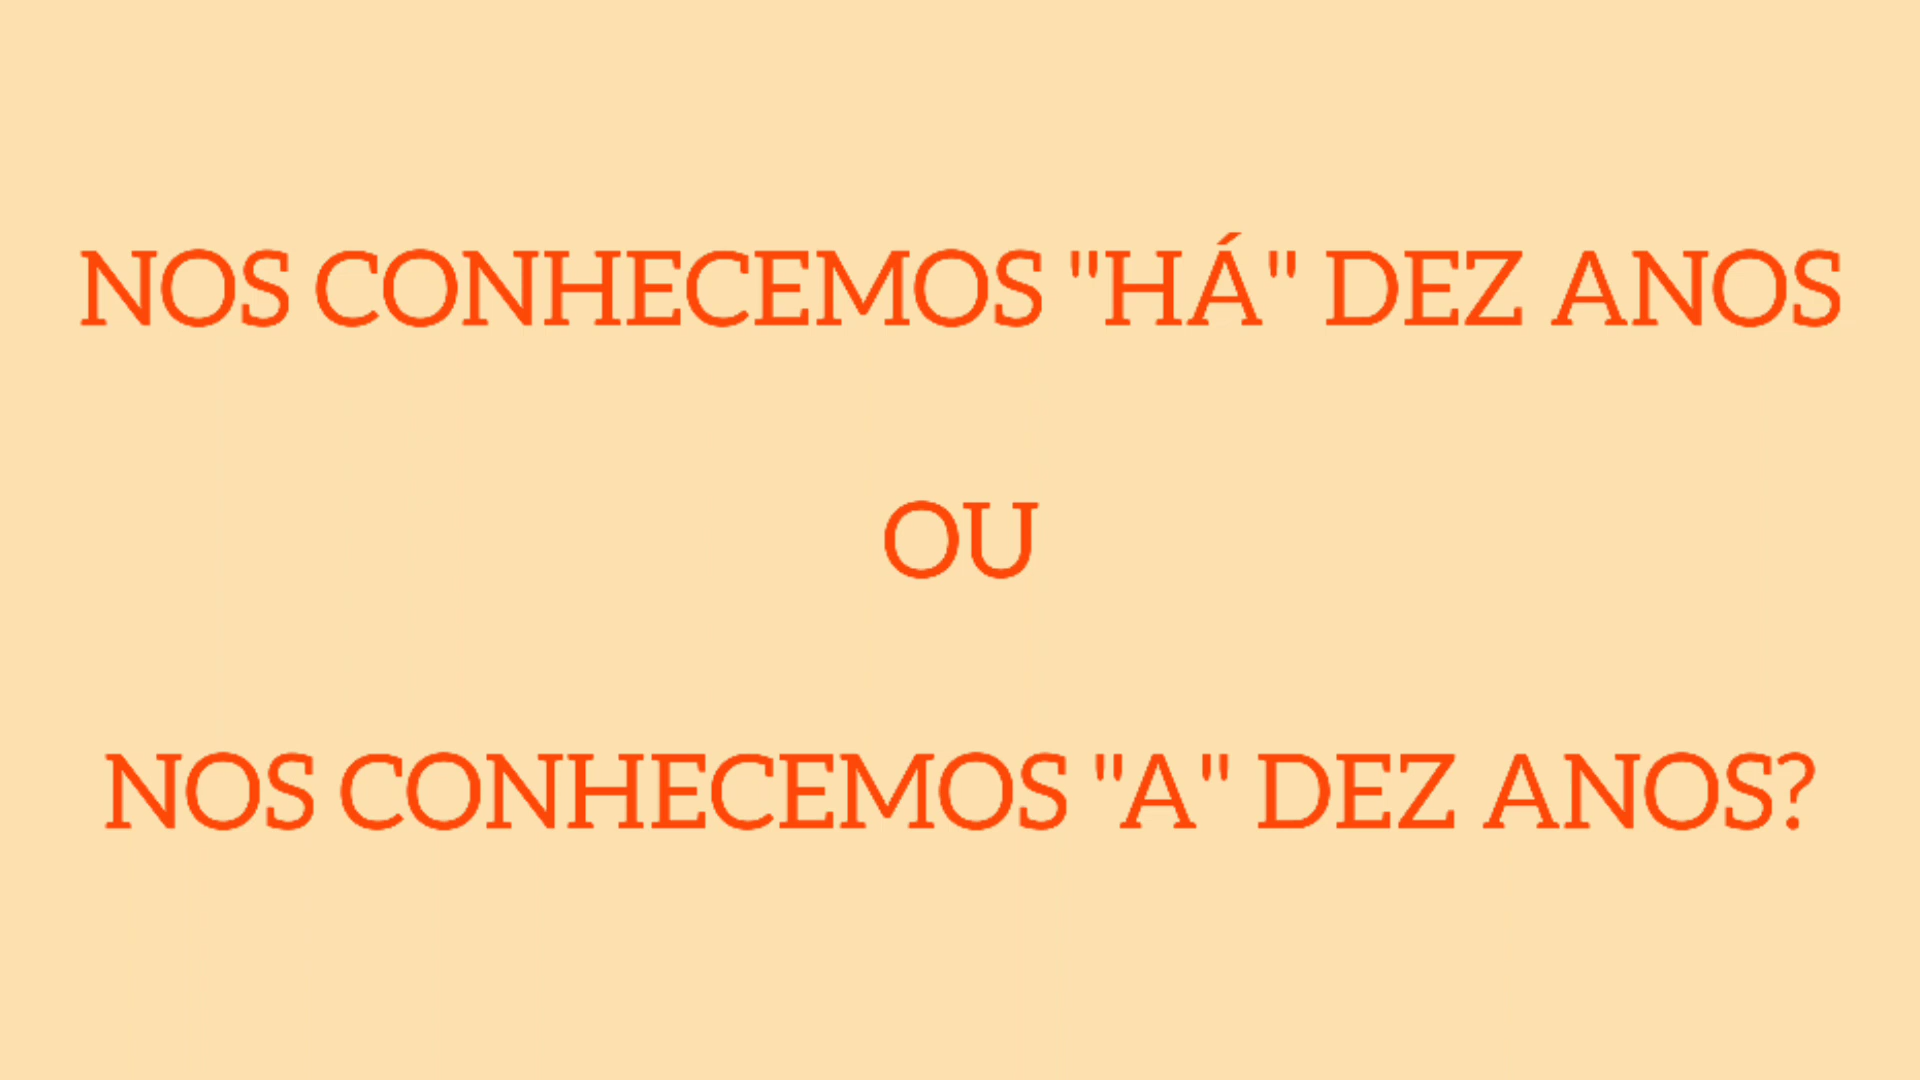 NOS CONHECEMOS "HÁ" DEZ ANOS
OU
NOS CONHECEMOS "A" DEZ ANOS?